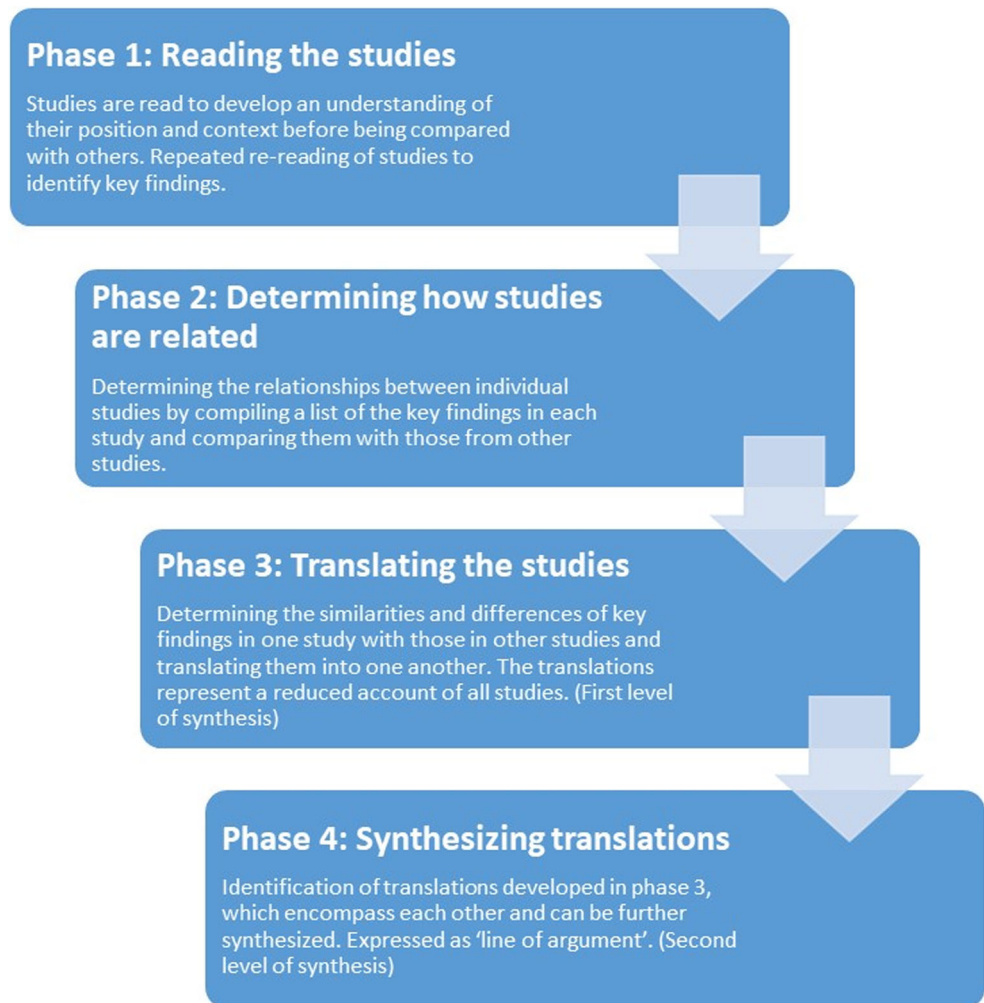 Phase 1: Reading the studies
Studies are read to develop an understanding of
their position and context before being compared
with others. Repeated re-reading of studies to
identify key findings.
Phase 2: Determining how studies
are related
Determining the relationships between individual
studies by compiling a list of the key findings in each
study and comparing them with those from other
studies.
Phase 3: Translating the studies
Determining the similarities and differences of key
findings in one study with those in other studies and
translating them into one another. The translations
represent a reduced account of all studies. (First level
of synthesis)
Phase 4: Synthesizing translations
Identification of translations developed in phase 3,
which encompass each other and can be further
synthesized. Expressed as ‘line of argument’. (Second
level of synthesis)